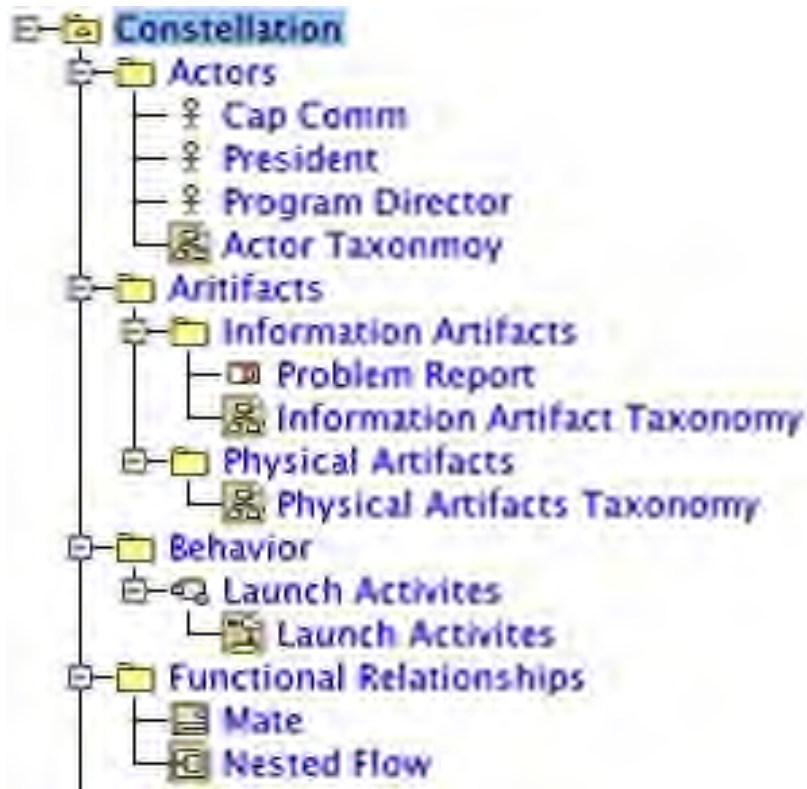 Constellation
Actors
Cap Comm
President
Program Director
Actor Taxonmoy
Aritifacts
Information Artifacts
Problem Report
Information Artifact Taxonomy
Physical Artifacts
Physical Artifacts Taxonomy
Behavior
Launch Activites
Launch Activites
Functional Relationships
Mate
Nested Flow